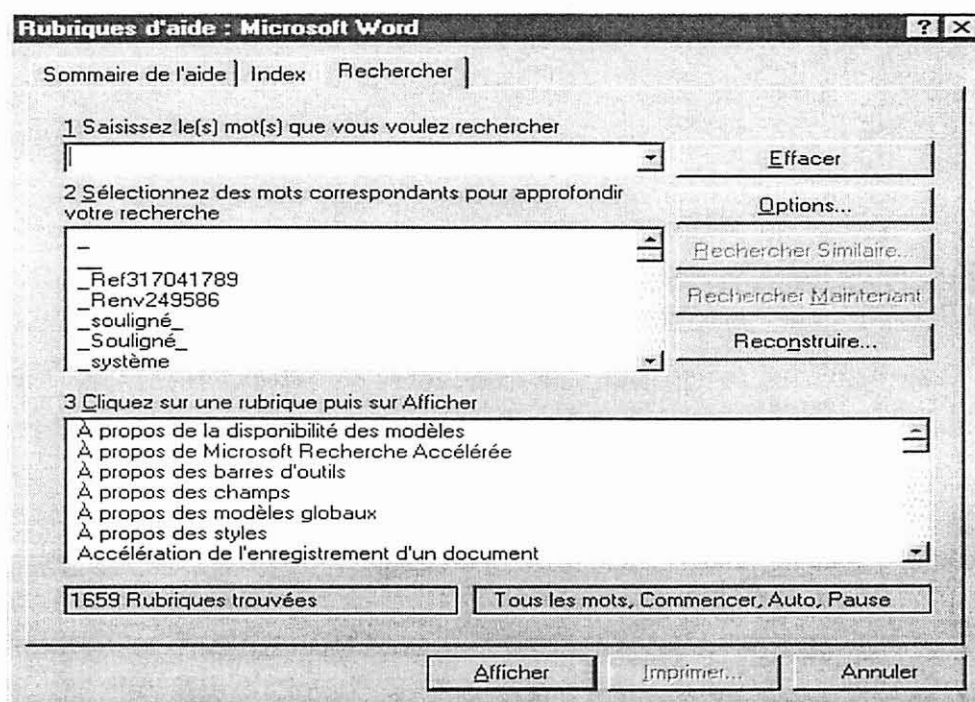 Rubriques d'aide : Microsoft Word
Sommaire de l'aide Index Rechercher
1 Saisissez le(s) mot(s) que vous voulez rechercher
Effacer
2 Sélectionnez des mots correspondants pour approfondir
votre recherche
Options...
_
__
_Ref317041789
_Renv249586
_souligné_
_Souligné_
_système
Rechercher Similaire...
Rechercher Maintenant
Reconstruire...
3 Cliquez sur une rubrique puis sur Afficher
À propos de la disponibilité des modèles
À propos de Microsoft Recherche Accélérée
À propos des barres d'outils
À propos des champs
À propos des modèles globaux
À propos des styles
Accélération de l'enregistrement d'un document
1659 Rubriques trouvées
Tous les mots, Commencer, Auto, Pause
Afficher Imprimer... Annuler